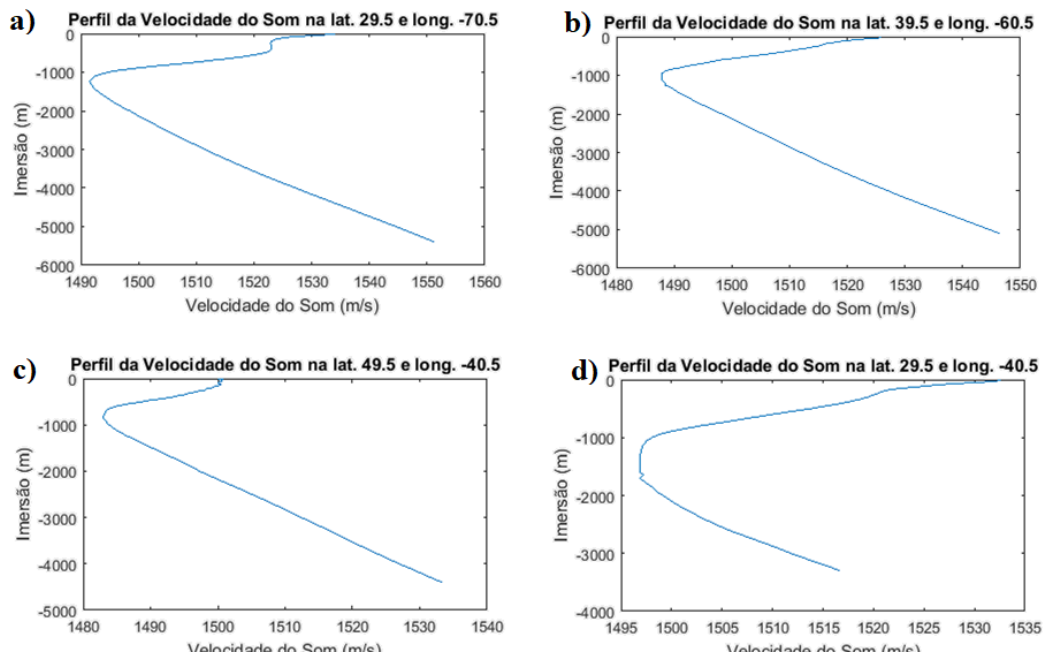 a)
Perfil da Velocidade do Som na lat. 29.5 e long. -70.5
0
-1000
-2000
-3000
-4000
-5000
-6000
Imersão (m)
1490 1500 1510 1520 1530 1540 1550 1560
Velocidade do Som (m/s)
b)
Perfil da Velocidade do Som na lat. 39.5 e long. -60.5
0
-1000
-2000
-3000
-4000
-5000
-6000
Imersão (m)
1480 1490 1500 1510 1520 1530 1540 1550
Velocidade do Som (m/s)
c)
Perfil da Velocidade do Som na lat. 49.5 e long. -40.5
0
-1000
-2000
-3000
-4000
-5000
Imersão (m)
1480 1490 1500 1510 1520 1530 1540
Velocidade do Som (m/s)
d)
Perfil da Velocidade do Som na lat. 29.5 e long. -40.5
0
-1000
-2000
-3000
-4000
Imersão (m)
1495 1500 1505 1510 1515 1520 1525 1530 1535
Velocidade do Som (m/s)